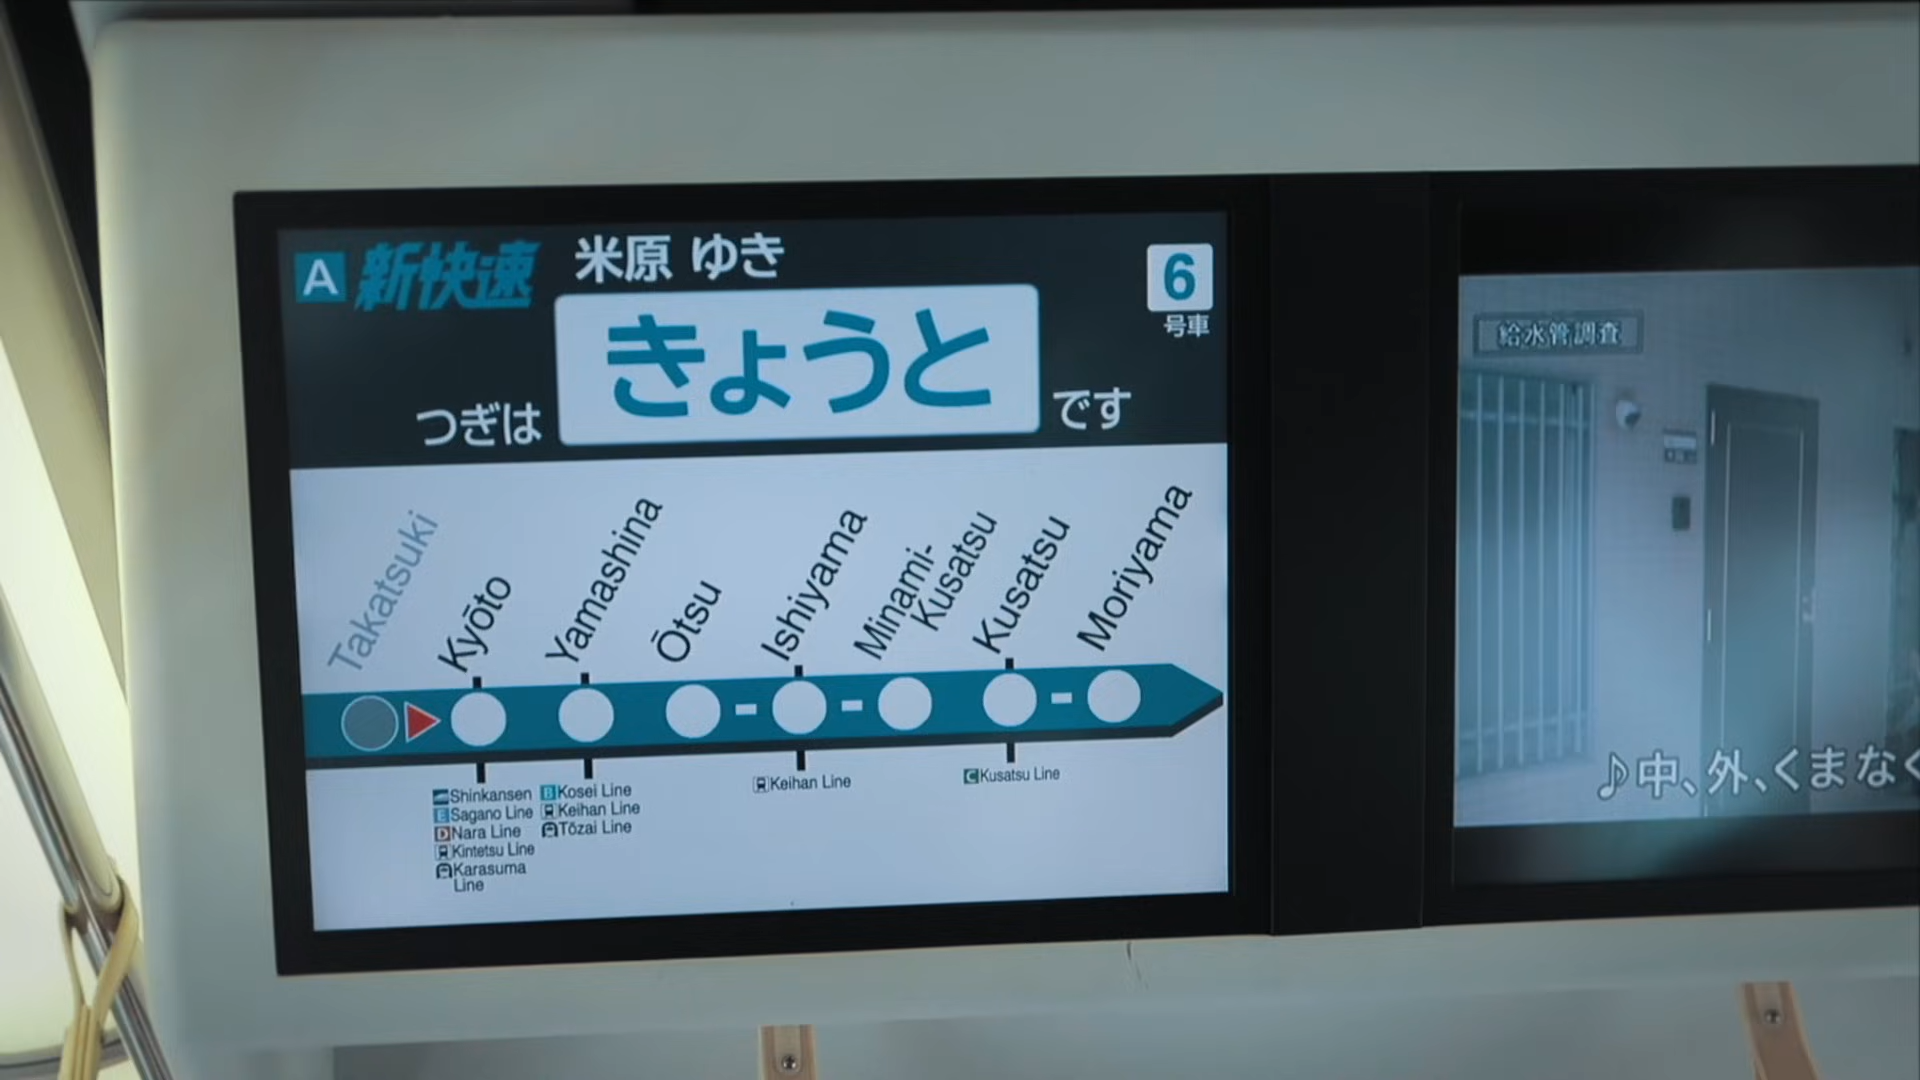 A 新快速 米原 ゆき
6
号車
つぎは きょうと です
Takatsuki
Kyōto
Yamashina
Ōtsu
Ishiyama
Minami-
Kusatsu
Kusatsu
Moriyama
Shinkansen
E Sagano Line
D Nara Line
Kintetsu Line
Karasuma
Line
B Kosei Line
Keihan Line
Tōzai Line
Keihan Line
C Kusatsu Line
給水管調査
♪中、外、くまなく